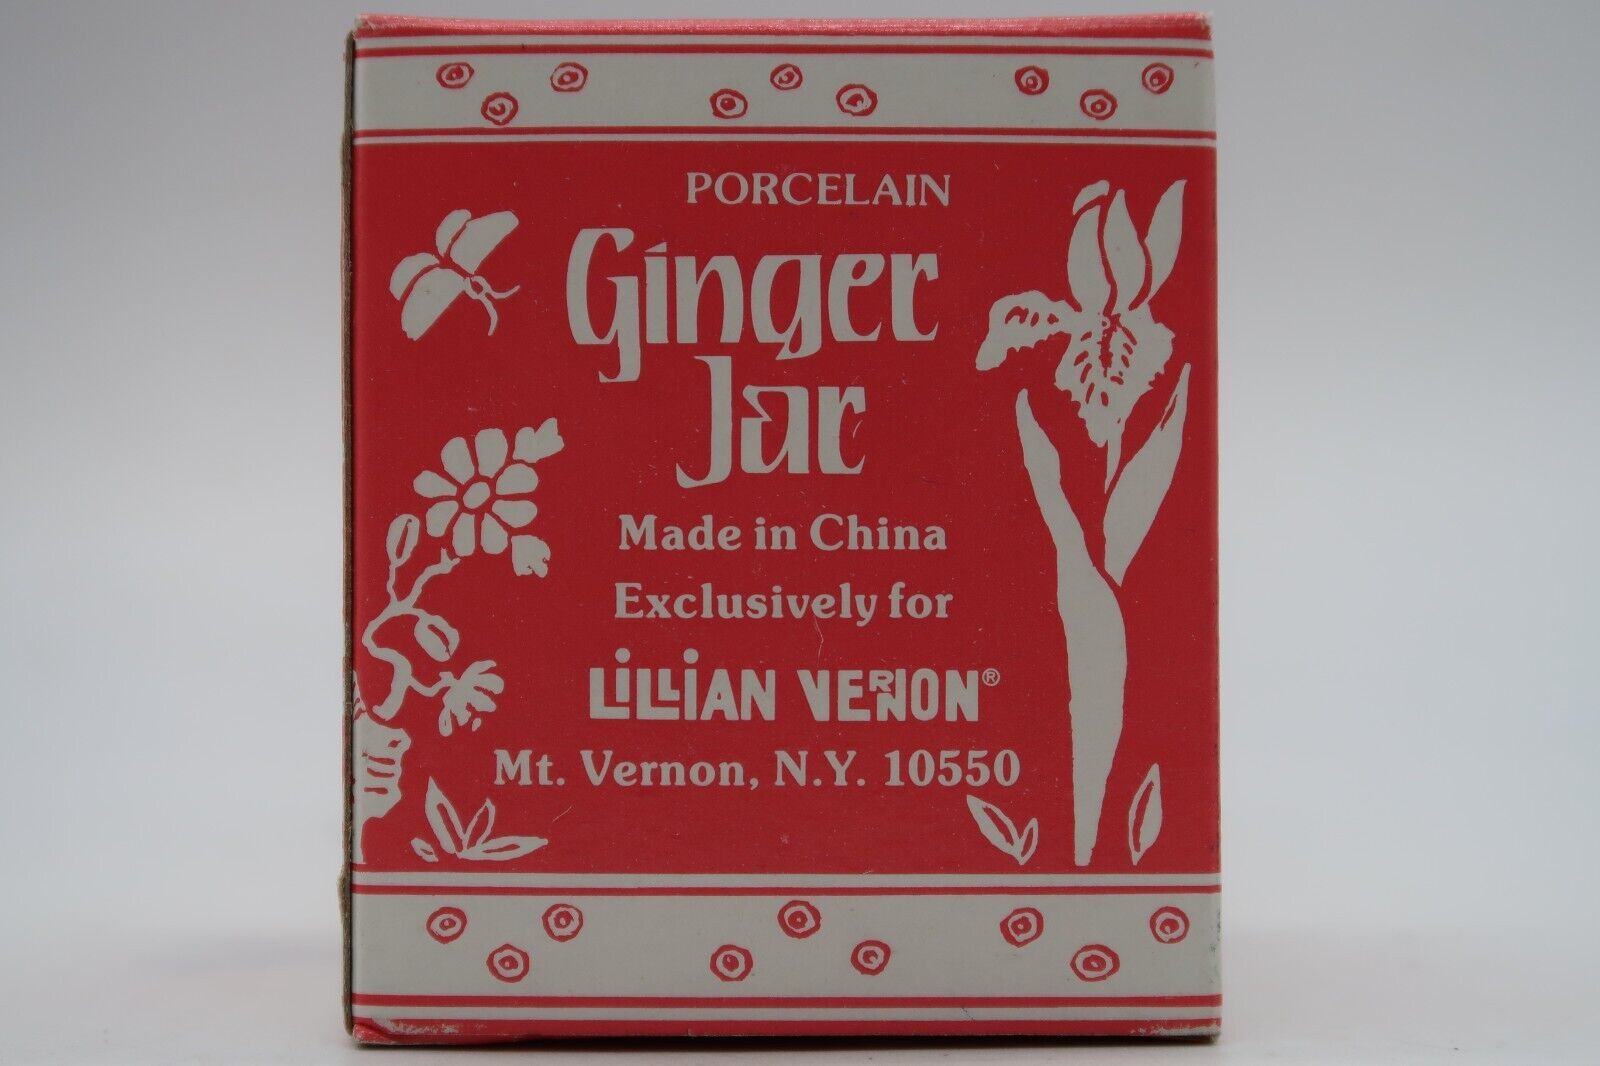 PORCELAIN
Ginger
Jar
Made in China
Exclusively for
LiLLiAN VERNON®
Mt. Vernon, N.Y. 10550